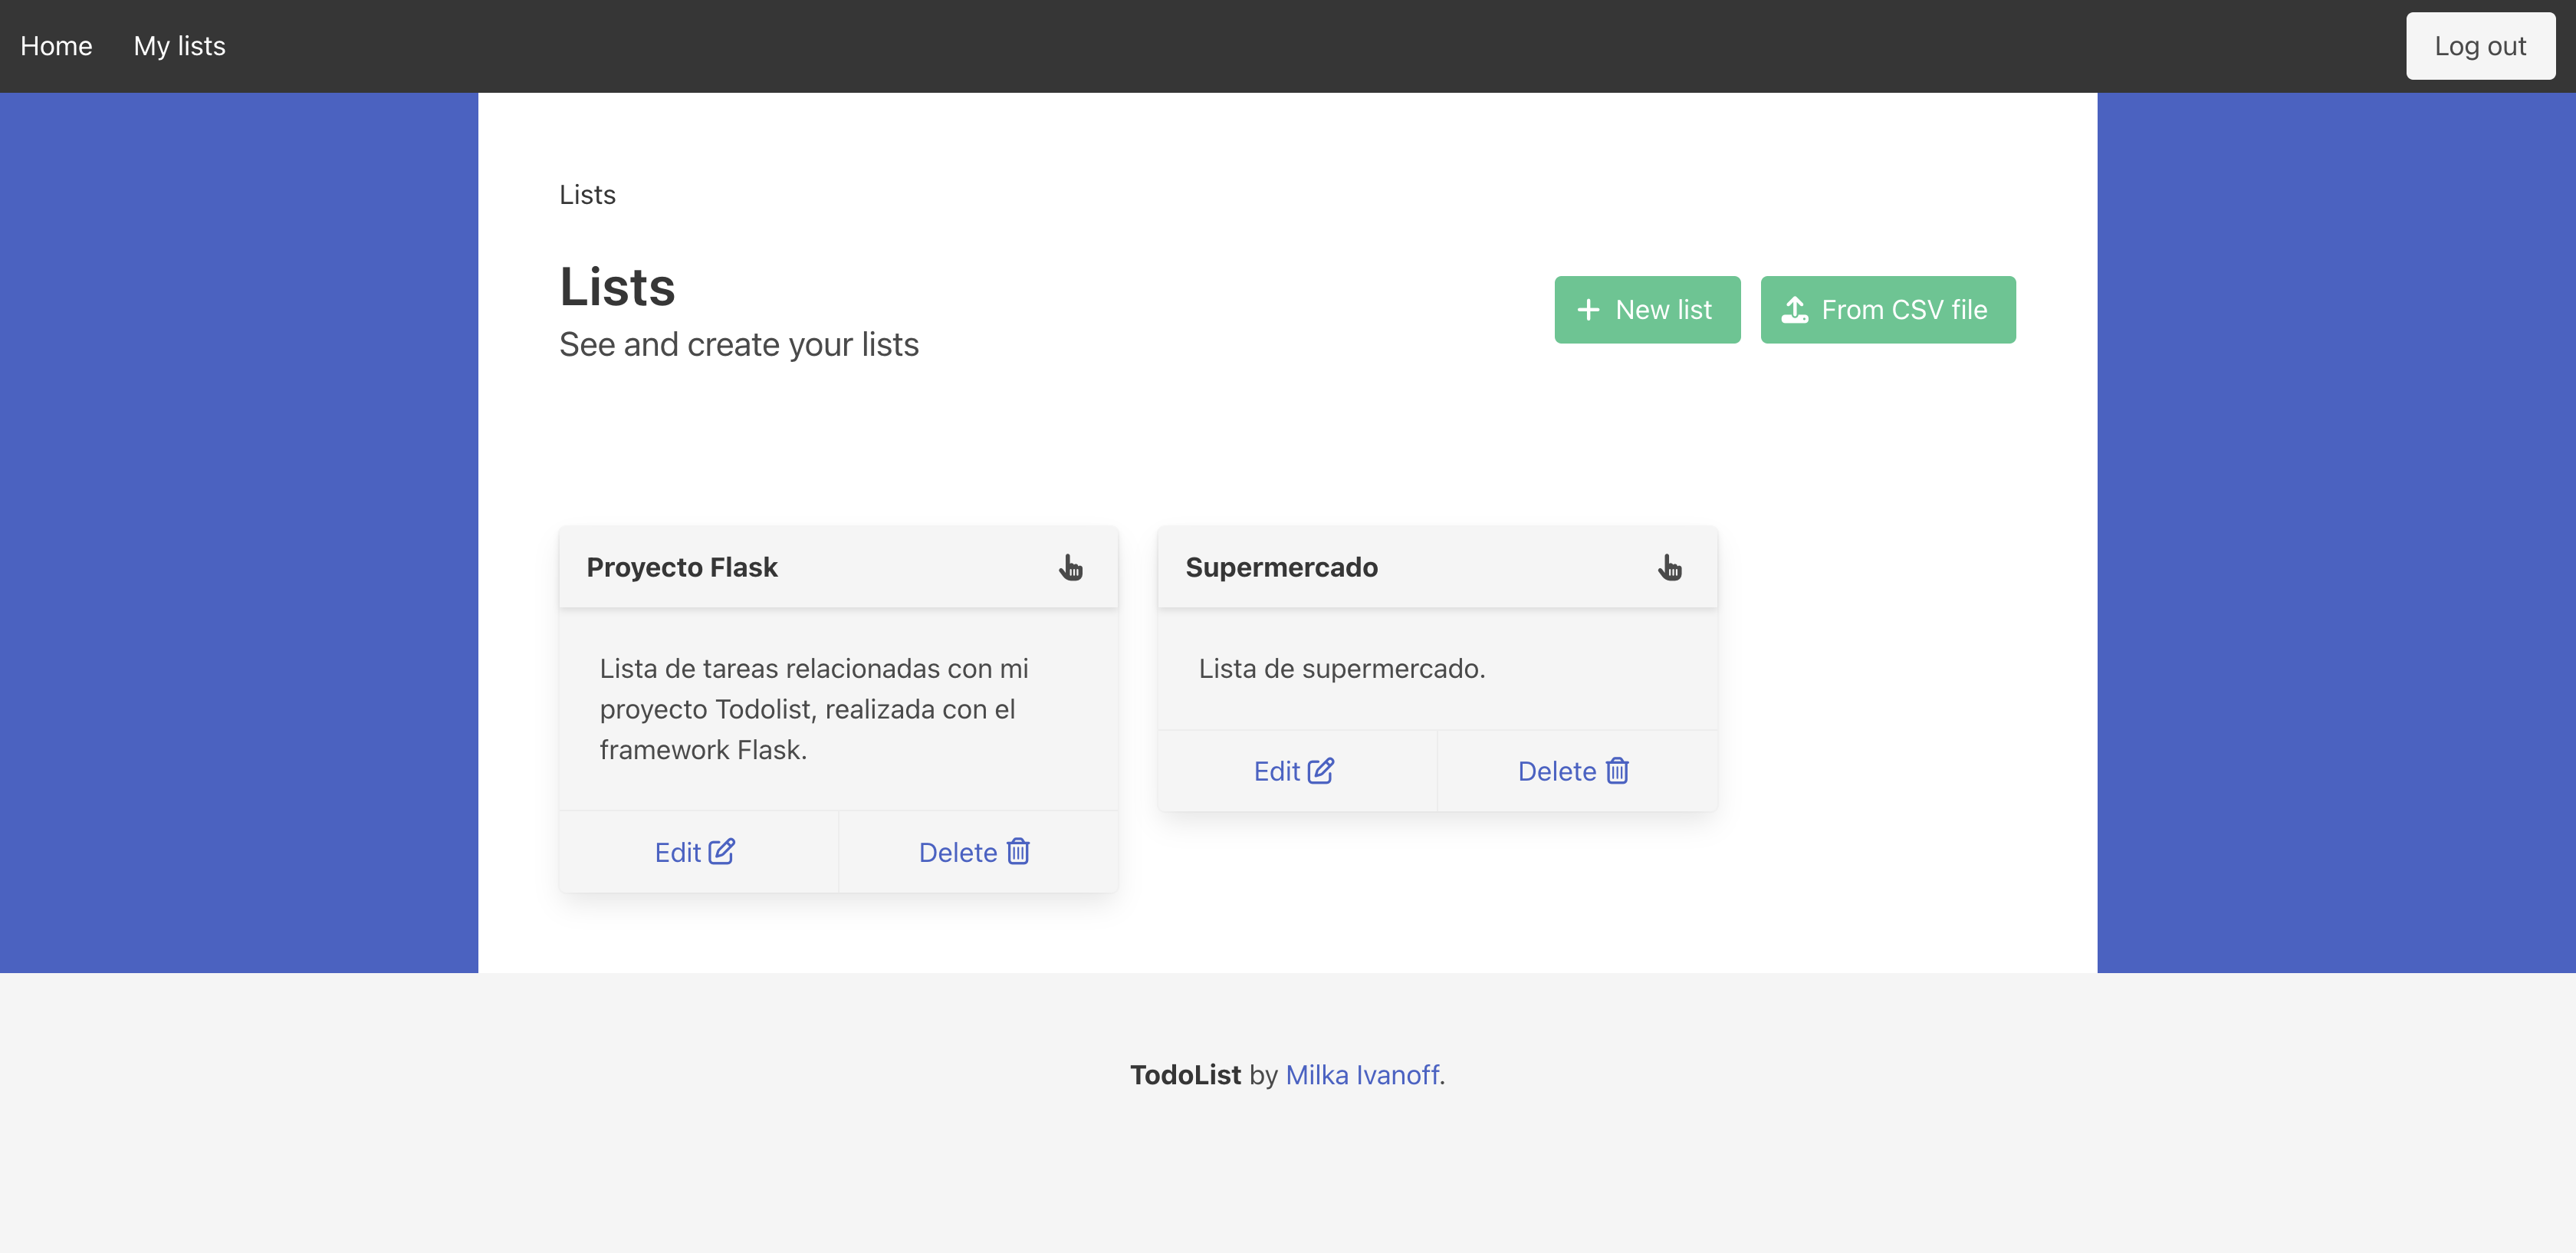 Home My lists Log out
Lists
Lists
See and create your lists
New list From CSV file
Proyecto Flask
Lista de tareas relacionadas con mi
proyecto Todolist, realizada con el
framework Flask.
Edit Delete
Supermercado
Lista de supermercado.
Edit Delete
TodoList by Milka Ivanoff.